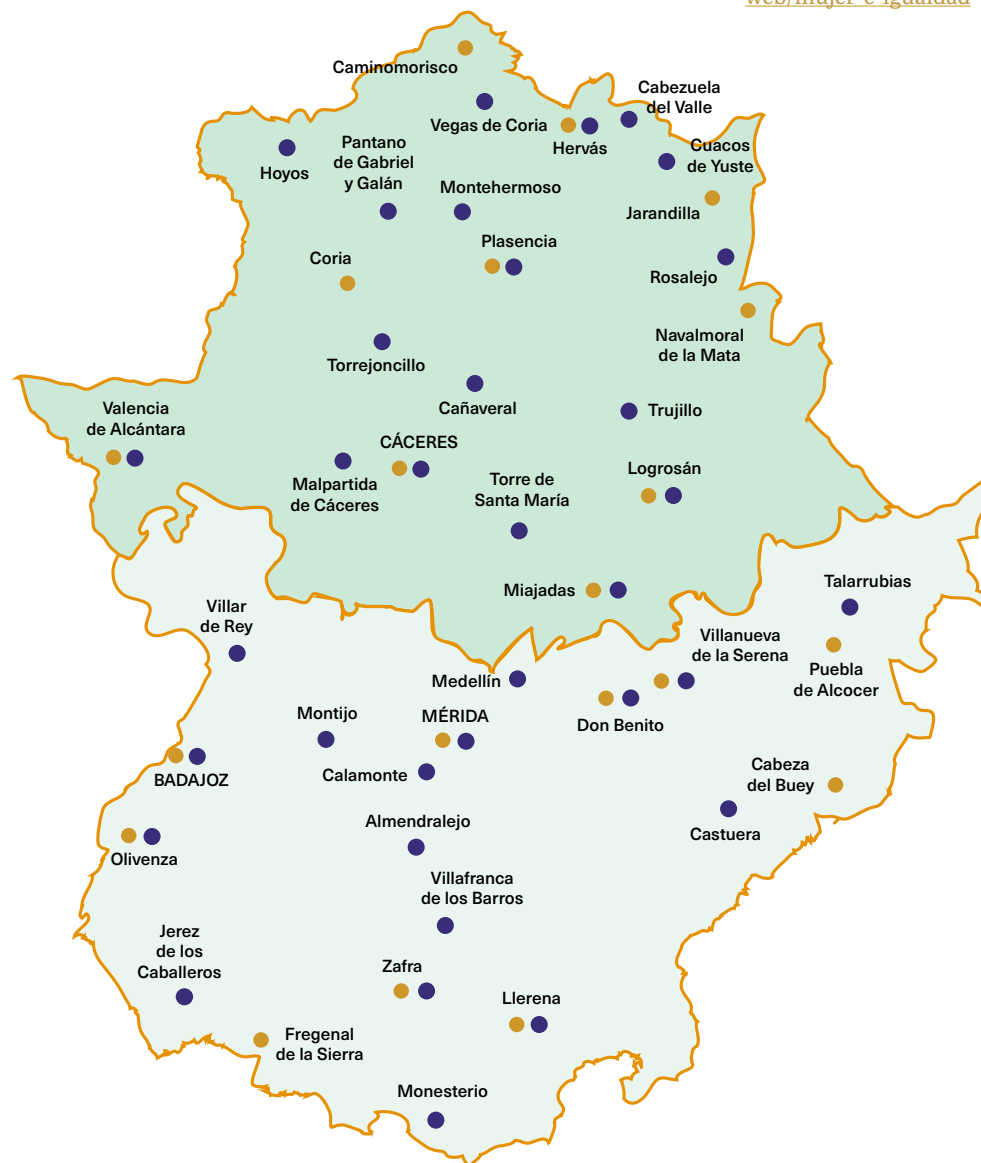 web/mujer-e-igualdad
Caminomorisco
Cabezuela
del Valle
Vegas de Coria
Hervás
Pantano
de Gabriel
y Galán
Cuacos
de Yuste
Hoyos
Montehermoso
Jarandilla
Plasencia
Coria
Rosalejo
Navalmoral
de la Mata
Torrejoncillo
Cañaveral
Trujillo
Valencia
de Alcántara
CÁCERES
Malpartida
de Cáceres
Torre de
Santa María
Logrosán
Miajadas
Talarrubias
Villar
de Rey
Villanueva
de la Serena
Puebla
de Alcocer
Medellín
Don Benito
Montijo
MÉRIDA
BADAJOZ
Calamonte
Cabeza
del Buey
Castuera
Almendralejo
Olivenza
Villafranca
de los Barros
Jerez
de los
Caballeros
Zafra
Llerena
Fregenal
de la Sierra
Monesterio